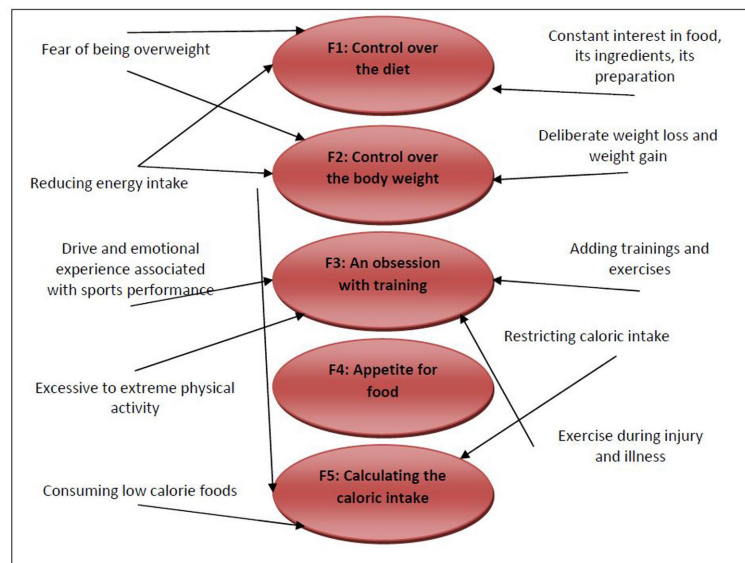 Fear of being overweight
F1: Control over
the diet
Constant interest in food,
its ingredients, its
preparation
F2: Control over
the body weight
Deliberate weight loss and
weight gain
Reducing energy intake
Drive and emotional
experience associated
with sports performance
F3: An obsession
with training
Adding trainings and
exercises
Restricting caloric intake
F4: Appetite for
food
Excessive to extreme physical
activity
Exercise during injury
and illness
F5: Calculating the
caloric intake
Consuming low calorie foods